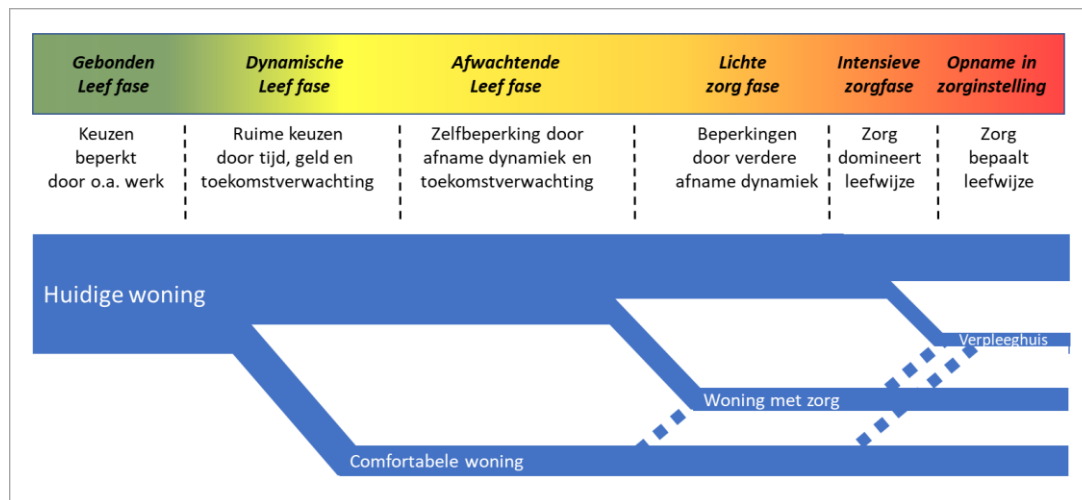 Gebonden
Leef fase
Dynamische
Leef fase
Afwachtende
Leef fase
Lichte
zorg fase
Intensieve
zorgfase
Opname in
zorginstelling
Keuzen
beperkt
door o.a. werk
Ruime keuzen
door tijd, geld en
toekomstverwachting
Zelfbeperking door
afname dynamiek en
toekomstverwachting
Beperkingen
door verdere
afname dynamiek
Zorg
domineert
leefwijze
Zorg
bepaalt
leefwijze
Huidige woning
Verpleeghuis
Woning met zorg
Comfortabele woning